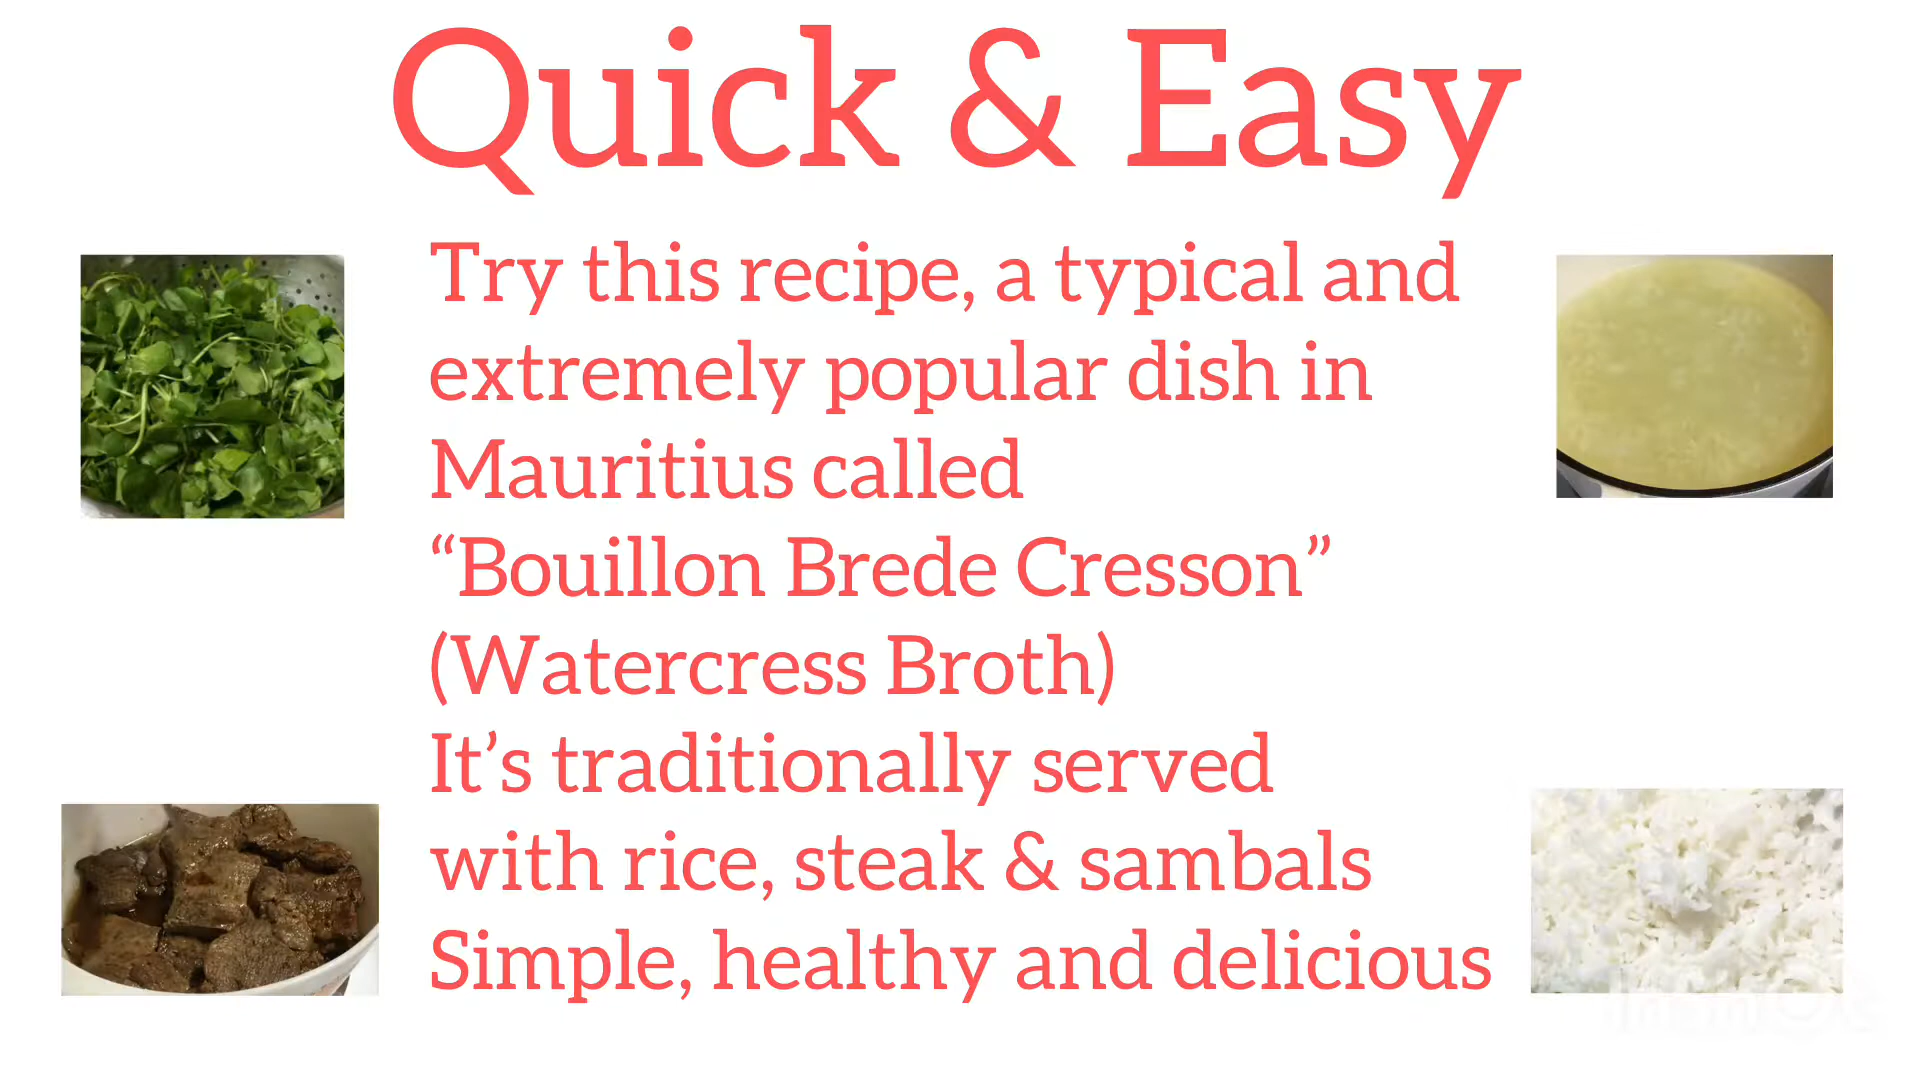 Quick & Easy
Try this recipe, a typical and
extremely popular dish in
Mauritius called
“Bouillon Brede Cresson”
(Watercress Broth)
It’s traditionally served
with rice, steak & sambals
Simple, healthy and delicious